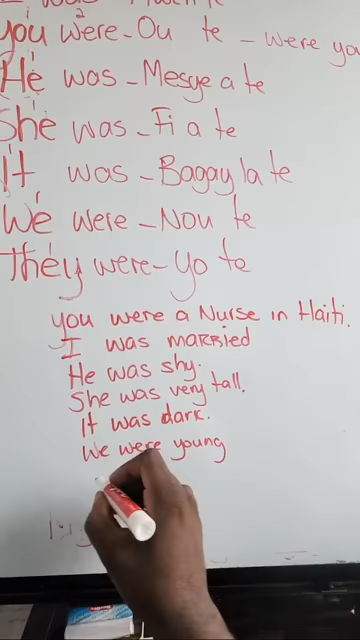 you were - Ou te - were you
He was - Mesye a te
She was - Fi a te
It was - Bagay la te
We were - Nou te
They were - Yo te
you were a Nurse in Haiti.
I was married
He was shy.
She was very tall.
It was dark.
We were young